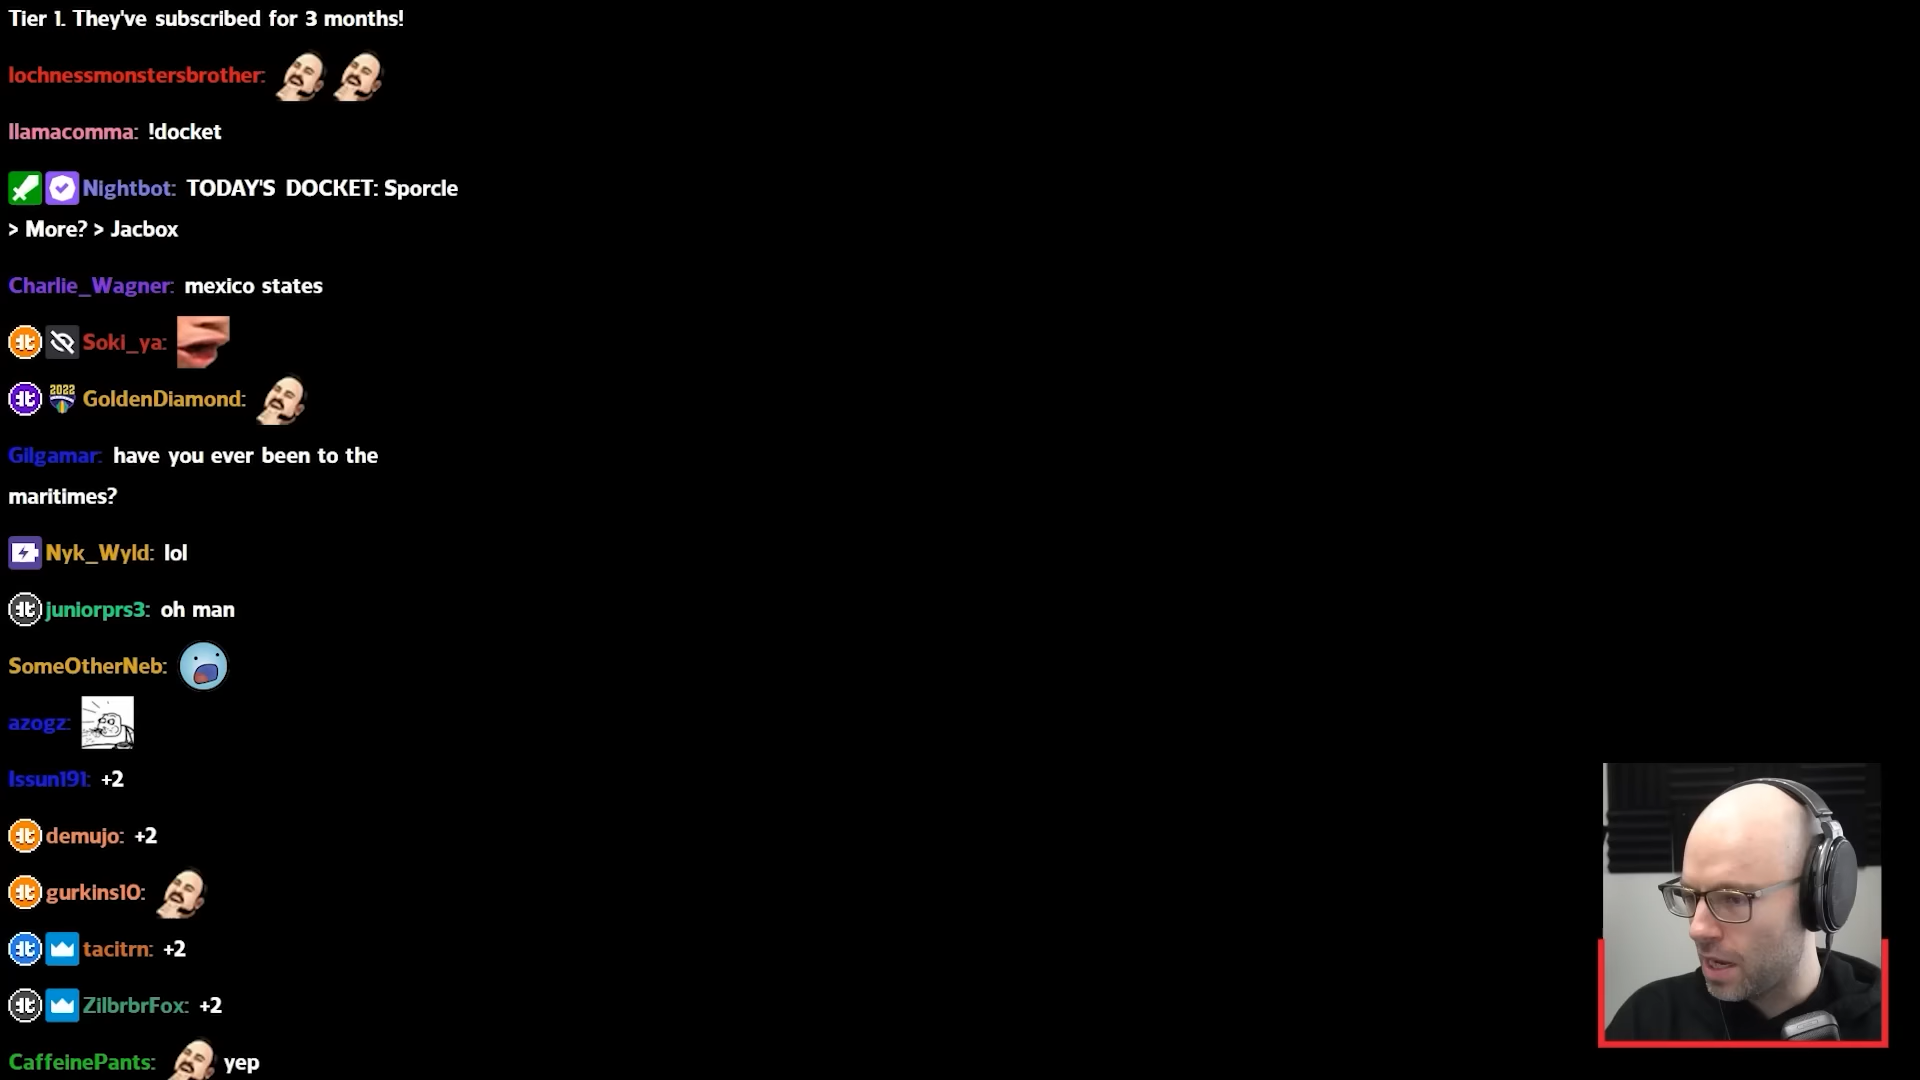 Tier 1. They've subscribed for 3 months!
lochnessmonstersbrother:
llamacomma: !docket
Nightbot: TODAY'S DOCKET: Sporcle
> More? > Jacbox
Charlie_Wagner: mexico states
Soki_ya:
2022 GoldenDiamond:
Gilgamar: have you ever been to the
maritimes?
Nyk_Wyld: lol
juniorprs3: oh man
SomeOtherNeb:
azogz:
Issun191: +2
demujo: +2
gurkins10:
tacitrn: +2
ZilbrbrFox: +2
CaffeinePants: yep